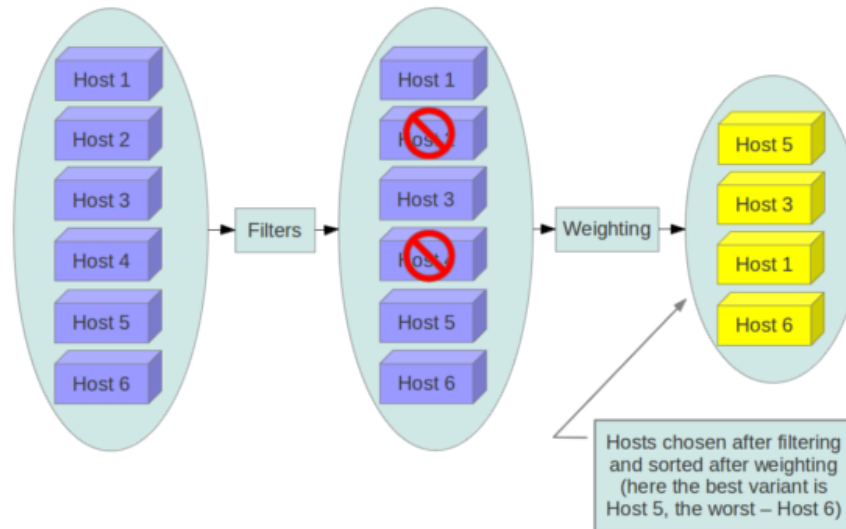 Host 1
Host 2
Host 3
Host 4
Host 5
Host 6
Filters
Host 1
Host 3
Host 5
Host 6
Weighting
Host 5
Host 3
Host 1
Host 6
Hosts chosen after filtering
and sorted after weighting
(here the best variant is
Host 5, the worst – Host 6)